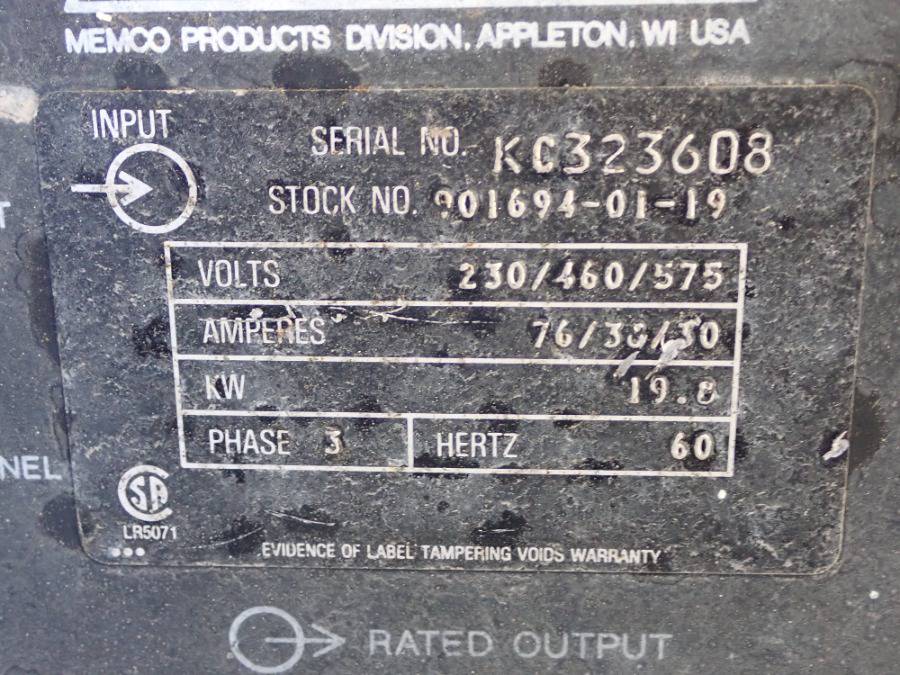 MEMCO PRODUCTS DIVISION, APPLETON, WI USA
INPUT
SERIAL NO. KC323608
STOCK NO. 901694-01-19
VOLTS 230/460/575
AMPERES 76/38/30
KW 19.8
PHASE 3 HERTZ 60
NEL
LR5071
EVIDENCE OF LABEL TAMPERING VOIDS WARRANTY
RATED OUTPUT